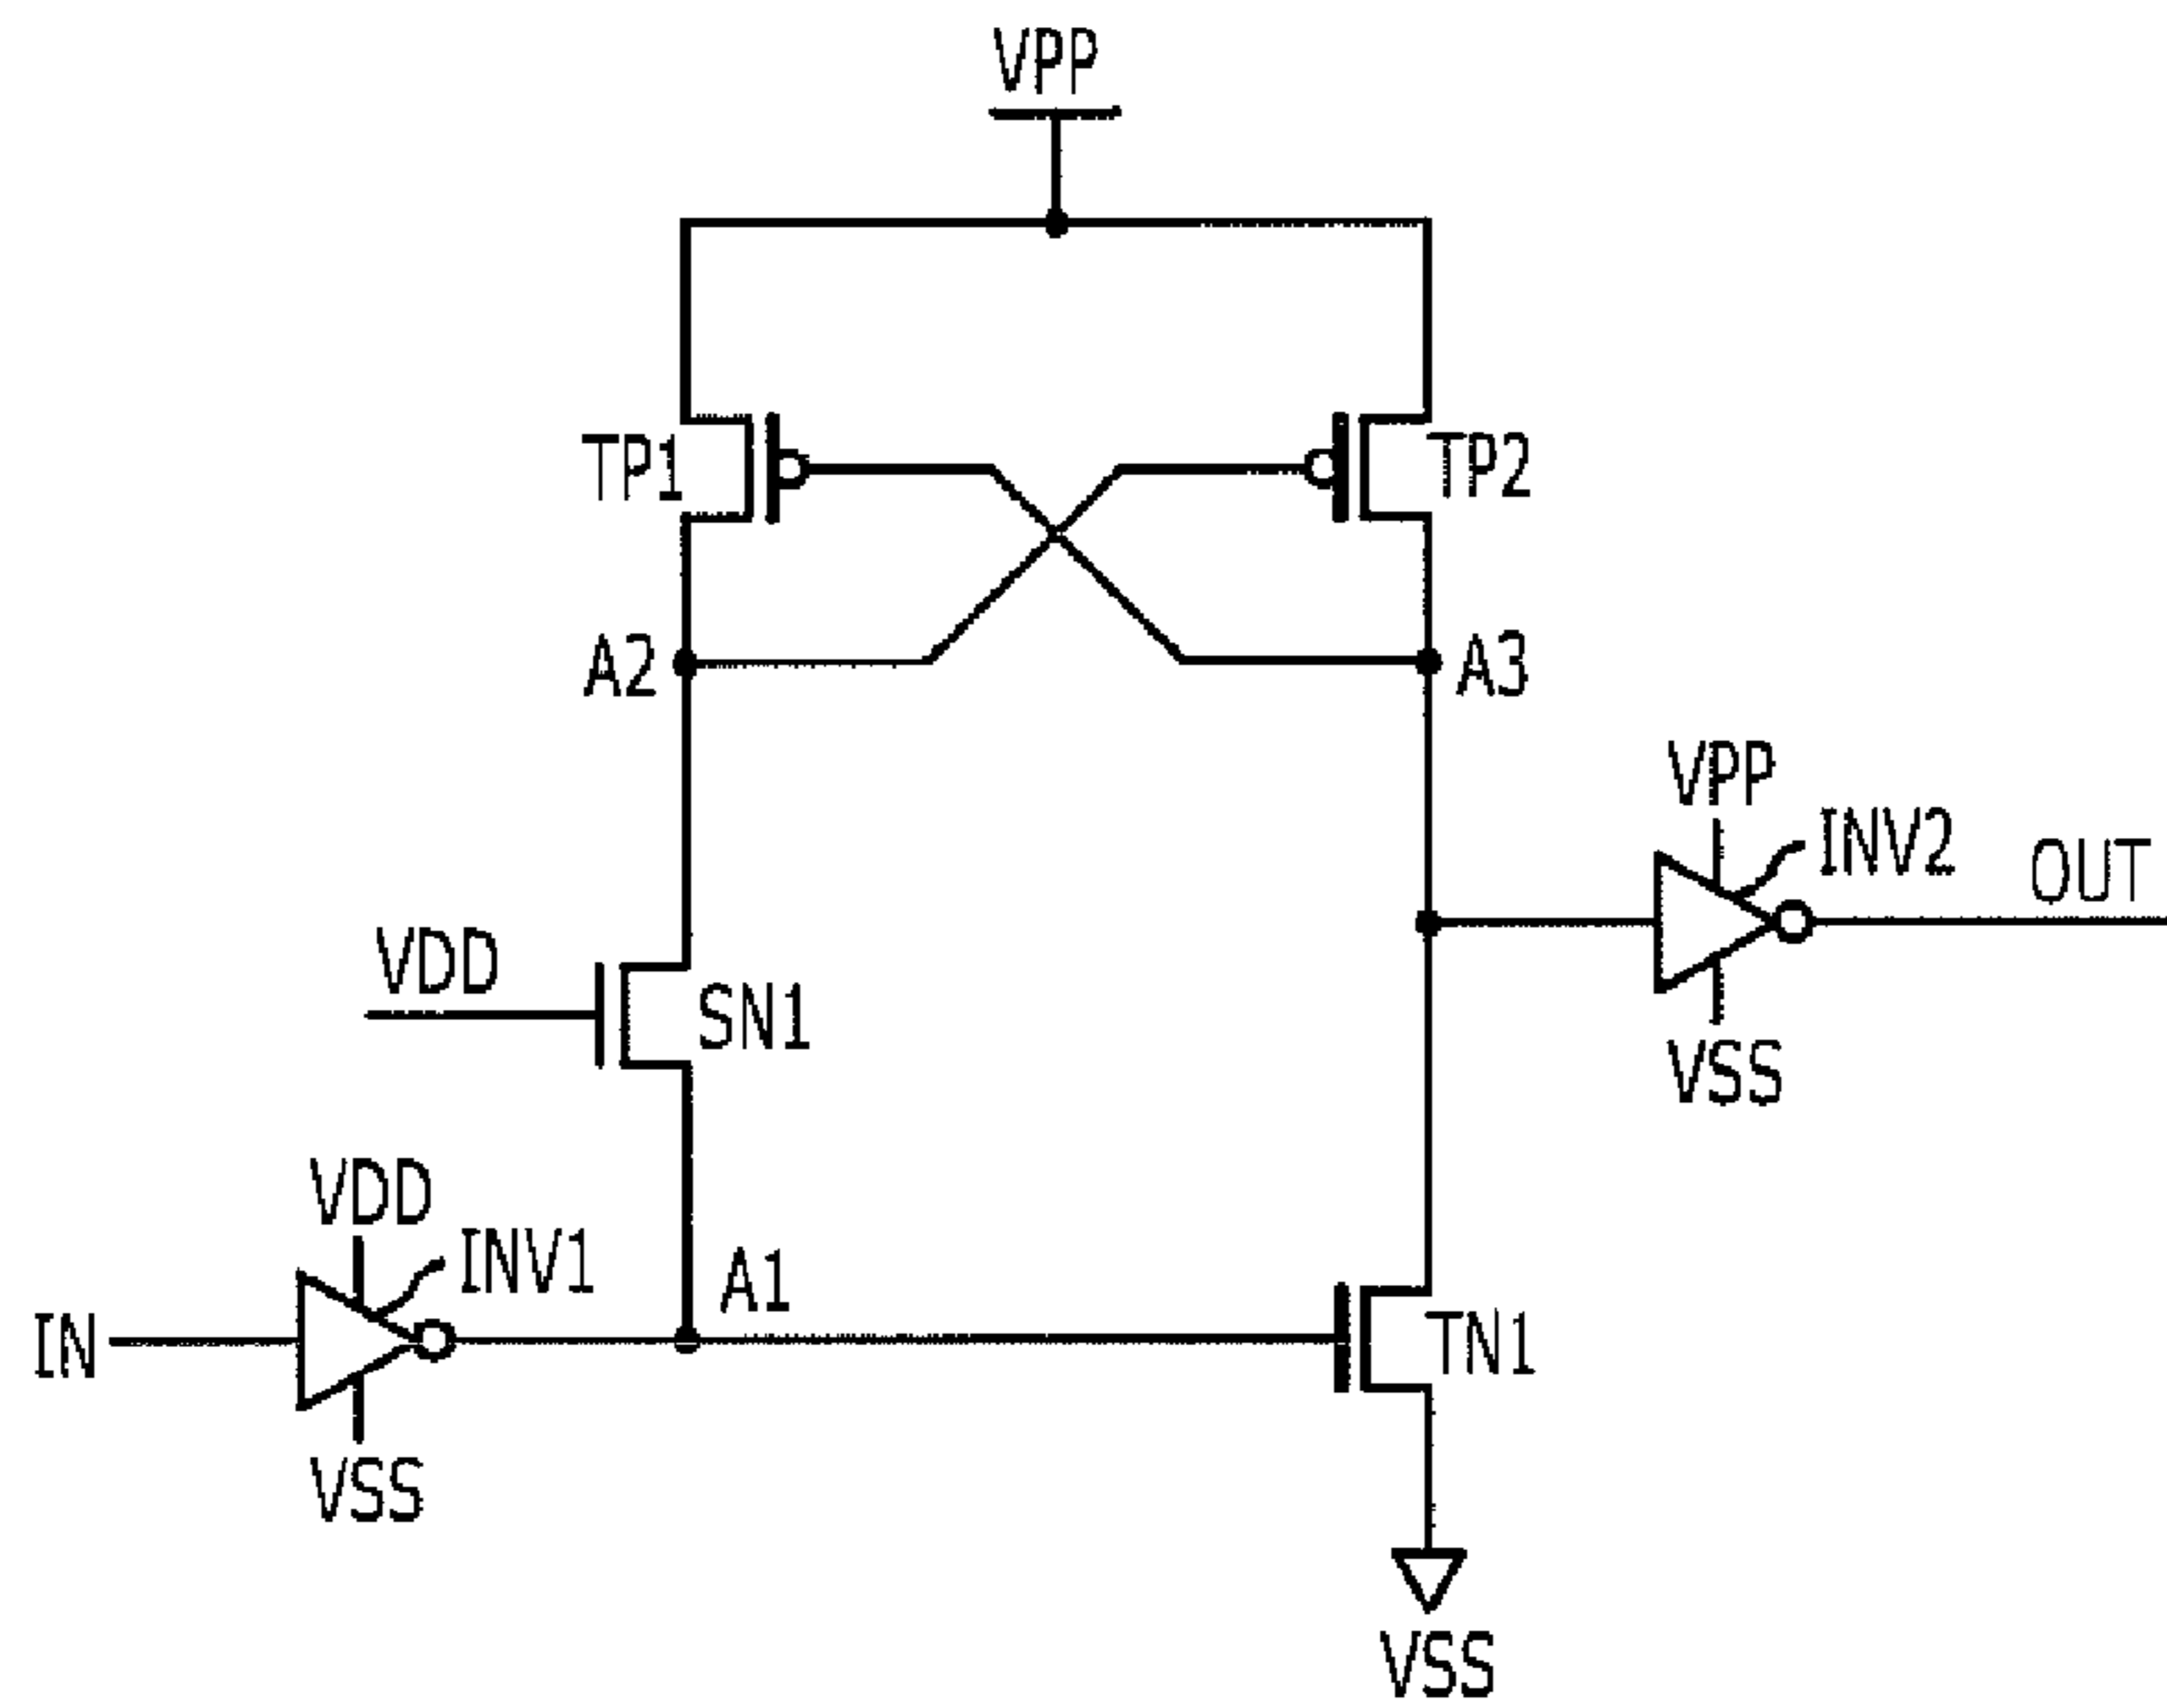 VPP
TP1
TP2
A2
A3
VPP
INV2
OUT
VDD
SN1
VSS
VDD
INV1
A1
IN
TN1
VSS
VSS